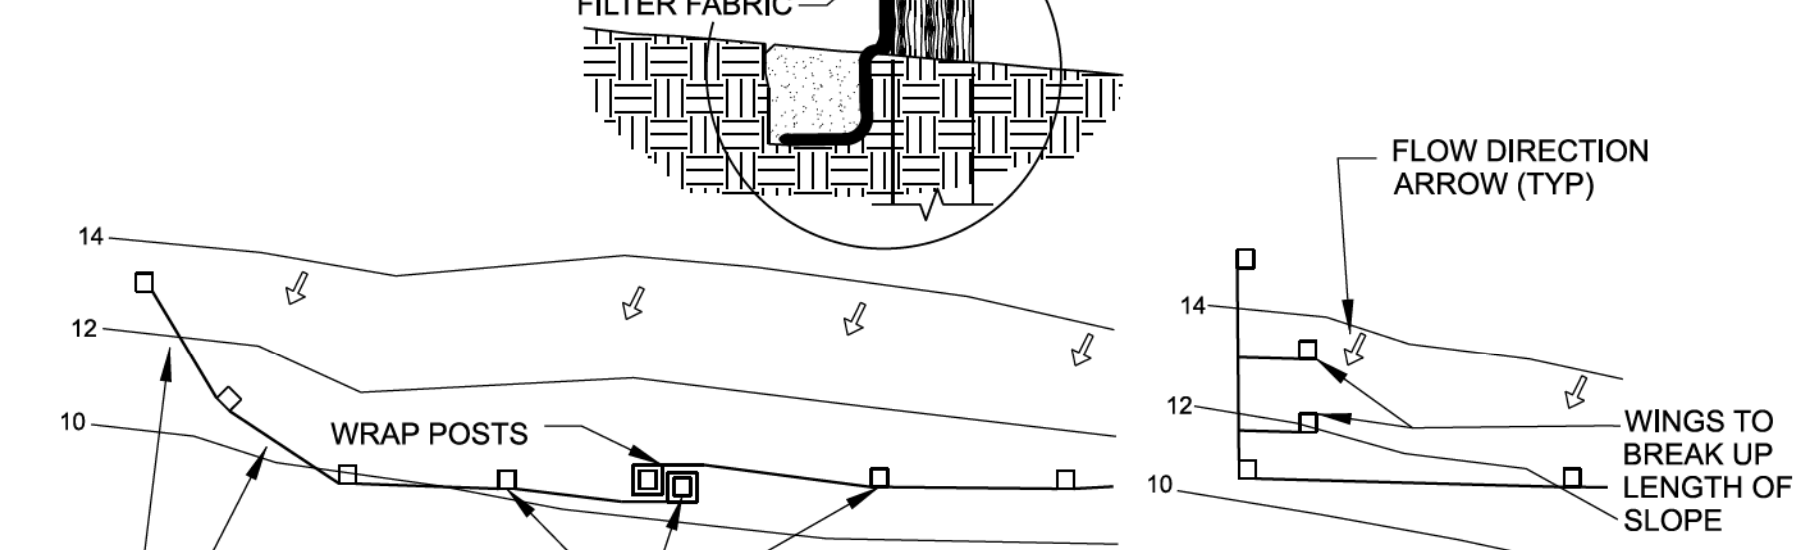 FILTER FABRIC
FLOW DIRECTION
ARROW (TYP)
14
12
10
WRAP POSTS
14
12
10
WINGS TO
BREAK UP
LENGTH OF
SLOPE